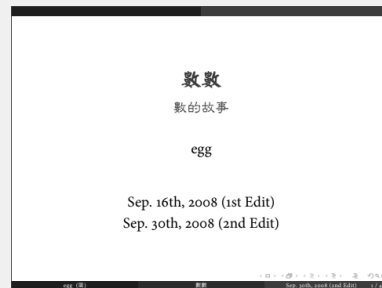 數數
數的故事
egg
Sep. 16th, 2008 (1st Edit)
Sep. 30th, 2008 (2nd Edit)
egg (蛋) 數數 Sep. 30th, 2008 (2nd Edit)